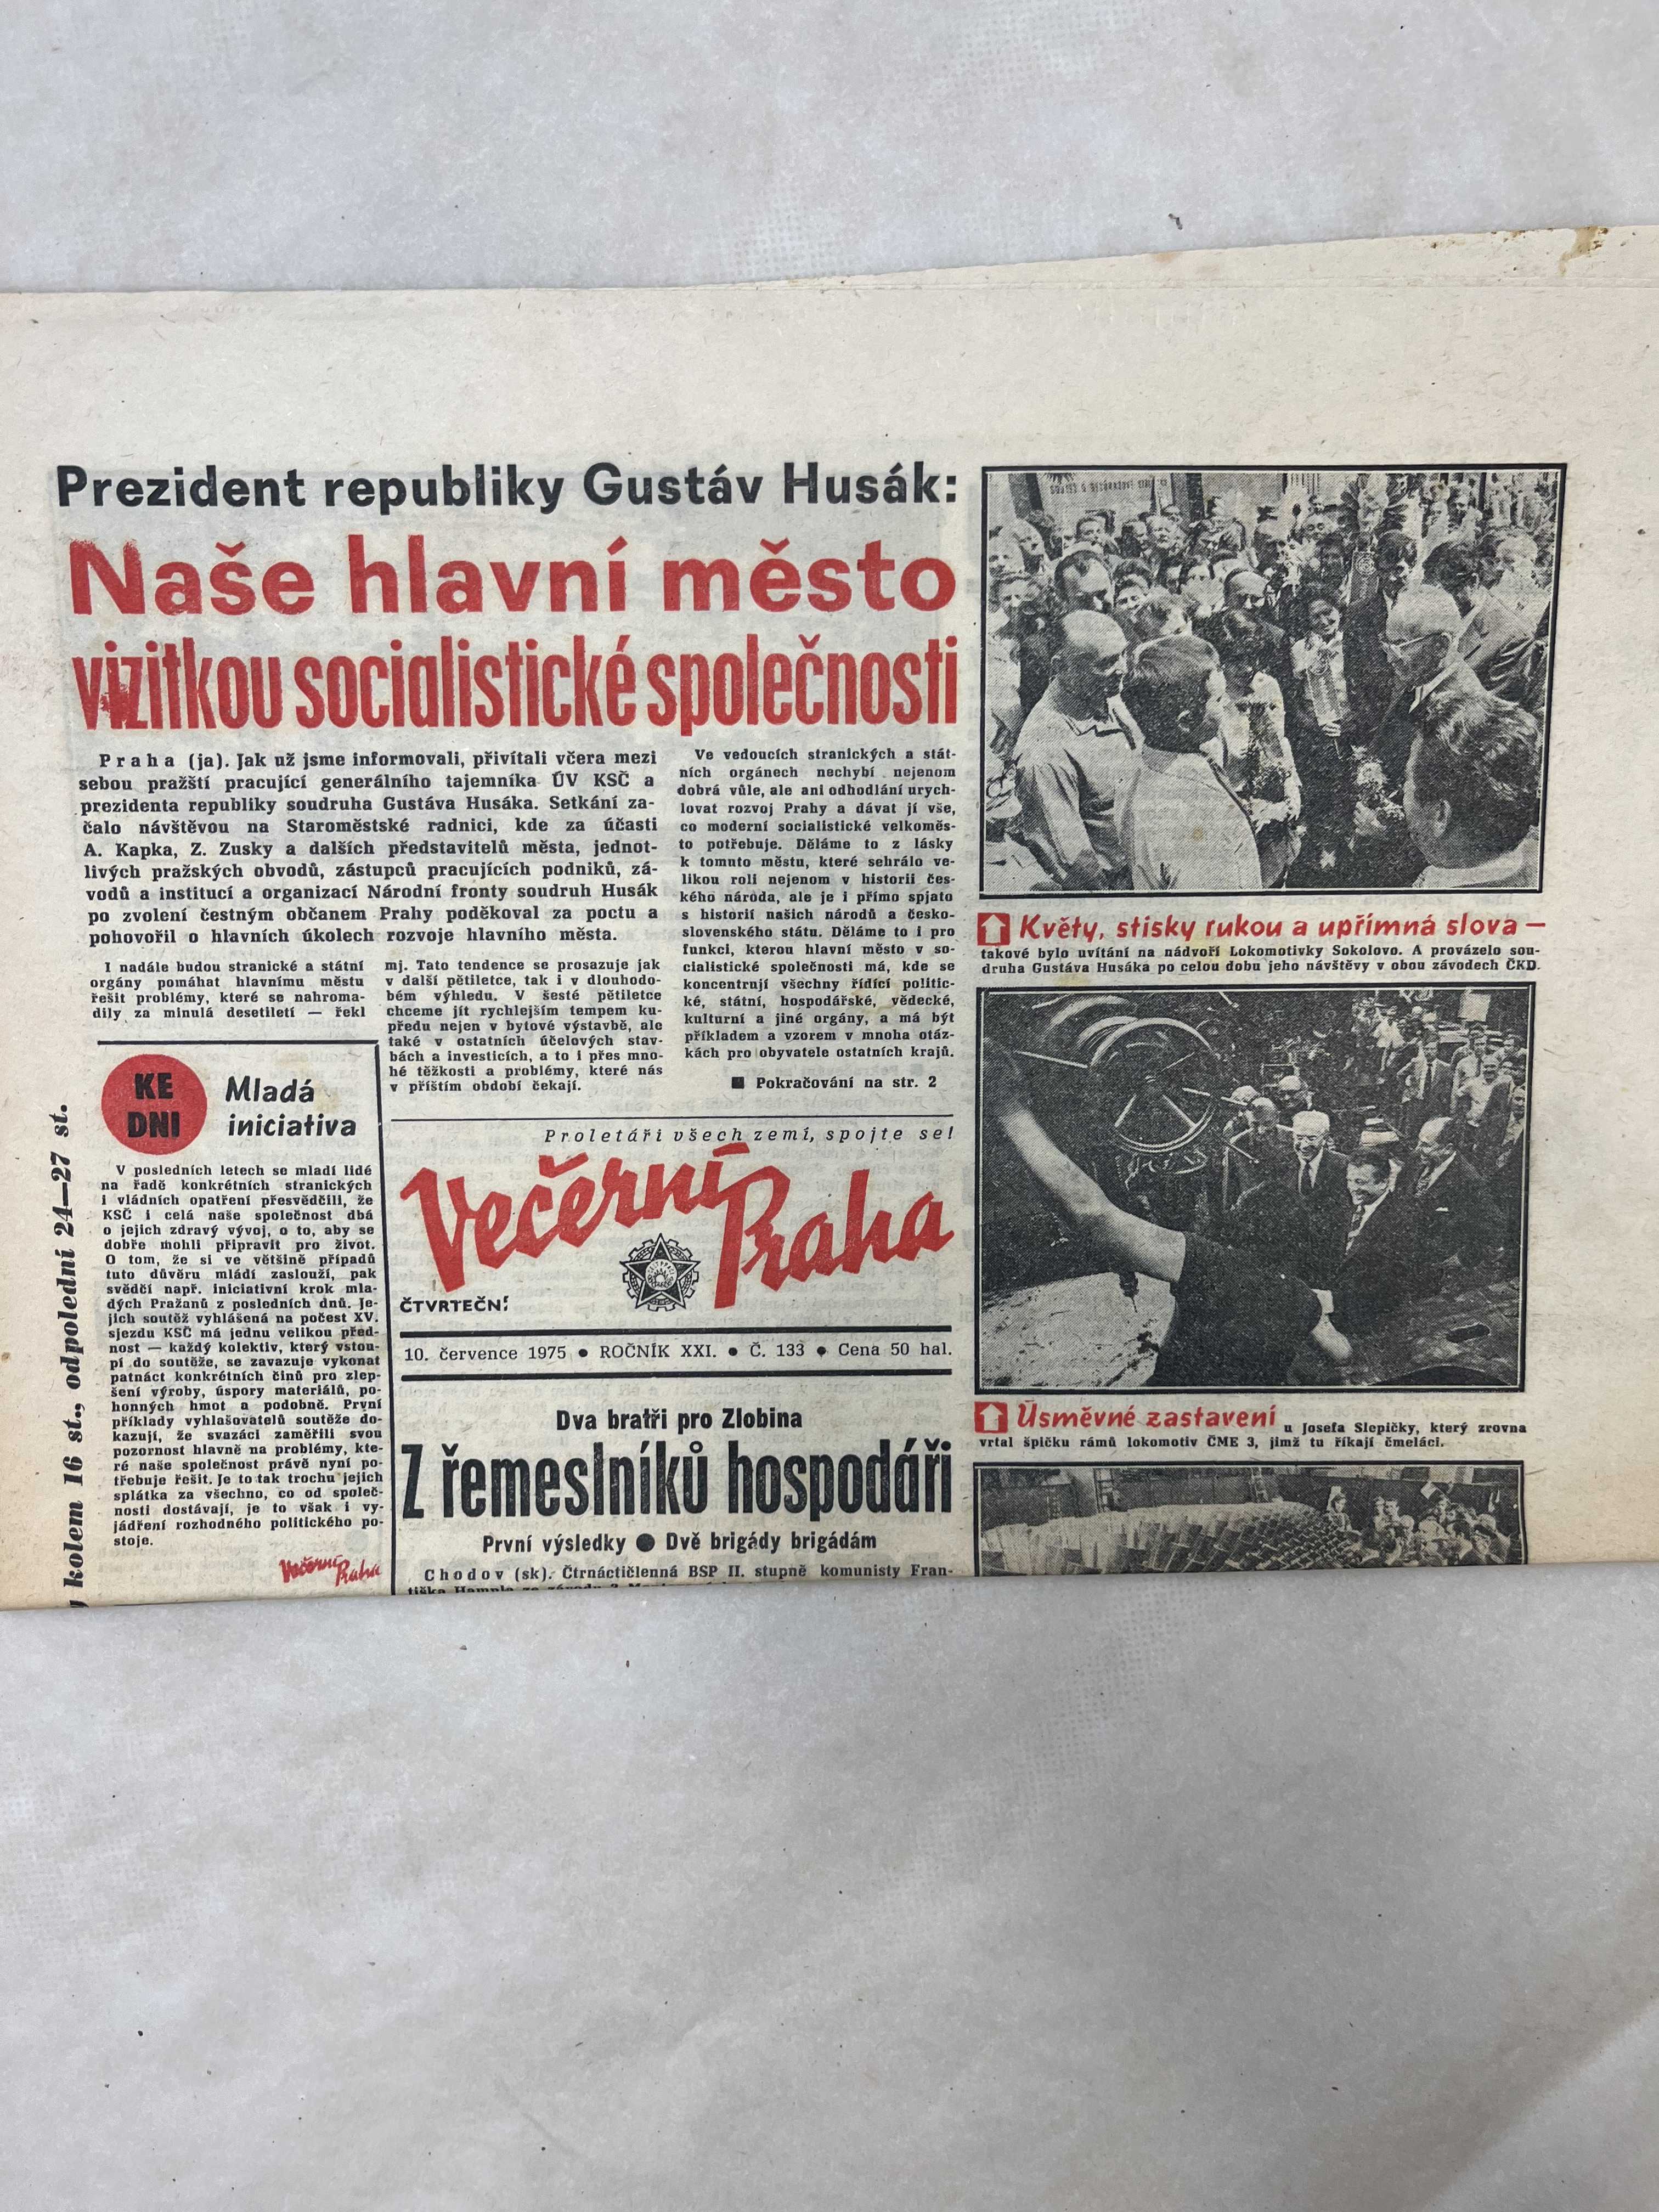 Prezident republiky Gustáv Husák:
Naše hlavní město
vizitkou socialistické společnosti
Praha (ja). Jak už jsme informovali, přivítali včera mezi
sebou pražští pracující generálního tajemníka ÚV KSČ a
prezidenta republiky soudruha Gustáva Husáka. Setkání za-
čalo návštěvou na Staroměstské radnici, kde za účasti
A. Kapka, Z. Zusky a dalších představitelů města, jednot-
livých pražských obvodů, zástupců pracujících podniků, zá-
vodů a institucí a organizací Národní fronty soudruh Husák
po zvolení čestným občanem Prahy poděkoval za poctu a
pohovořil o hlavních úkolech rozvoje hlavního města.
I nadále budou stranické a státní
orgány pomáhat hlavnímu městu
řešit problémy, které se nahroma-
dily za minulá desetiletí — řekl
mj. Tato tendence se prosazuje jak
v další pětiletce, tak i v dlouhodo-
bém výhledu. V šesté pětiletce
chceme jít rychlejším tempem ku-
předu nejen v bytové výstavbě, ale
také v ostatních účelových stav-
bách a investicích, a to i přes mno-
hé těžkosti a problémy, které nás
v příštím období čekají.
Ve vedoucích stranických a stát-
ních orgánech nechybí nejenom
dobrá vůle, ale ani odhodlání urych-
lovat rozvoj Prahy a dávat jí vše,
co moderní socialistické velkoměs-
to potřebuje. Děláme to z lásky
k tomuto městu, které sehrálo ve-
likou roli nejenom v historii čes-
kého národa, ale je i přímo spjato
s historií našich národů a česko-
slovenského státu. Děláme to i pro
funkci, kterou hlavní město v so-
cialistické společnosti má, kde se
koncentrují všechny řídící politic-
ké, státní, hospodářské, vědecké,
kulturní a jiné orgány, a má být
příkladem a vzorem v mnoha otáz-
kách pro obyvatele ostatních krajů.
■ Pokračování na str. 2
Květy, stisky rukou a upřímná slova —
takové bylo uvítání na nádvoří Lokomotivky Sokolovo. A provázelo sou-
druha Gustáva Husáka po celou dobu jeho návštěvy v obou závodech ČKD.
kolem 16 st., odpolední 24—27 st.
KE
DNI
Mladá
iniciativa
V posledních letech se mladí lidé
na řadě konkrétních stranických
i vládních opatření přesvědčili, že
KSČ i celá naše společnost dbá
o jejich zdravý vývoj, o to, aby se
dobře mohli připravit pro život.
O tom, že si ve většině případů
tuto důvěru mládí zaslouží, pak
svědčí např. iniciativní krok mla-
dých Pražanů z posledních dnů. Je-
jich soutěž vyhlášená na počest XV.
sjezdu KSČ má jednu velikou před-
nost — každý kolektiv, který vstou-
pí do soutěže, se zavazuje vykonat
patnáct konkrétních činů pro zlep-
šení výroby, úspory materiálů, po-
honných hmot a podobně. První
příklady vyhlašovatelů soutěže do-
kazují, že svazáci zaměřili svou
pozornost hlavně na problémy, kte-
ré naše společnost právě nyní po-
třebuje řešit. Je to tak trochu jejich
splátka za všechno, co od společ-
nosti dostávají, je to však i vy-
jádření rozhodného politického po-
stoje.
Večerní Praha
Proletáři všech zemí, spojte se!
Večerní
Praha
ČTVRTEČNÍ
10. července 1975 ● ROČNÍK XXI. ● Č. 133 ● Cena 50 hal.
Dva bratři pro Zlobina
Z řemeslníků hospodáři
První výsledky ● Dvě brigády brigádám
Chodov (sk). Čtrnáctičlenná BSP II. stupně komunisty Fran-
Úsměvné zastavení u Josefa Slepičky, který zrovna
vrtal špičku rámů lokomotiv ČME 3, jimž tu říkají čmeláci.